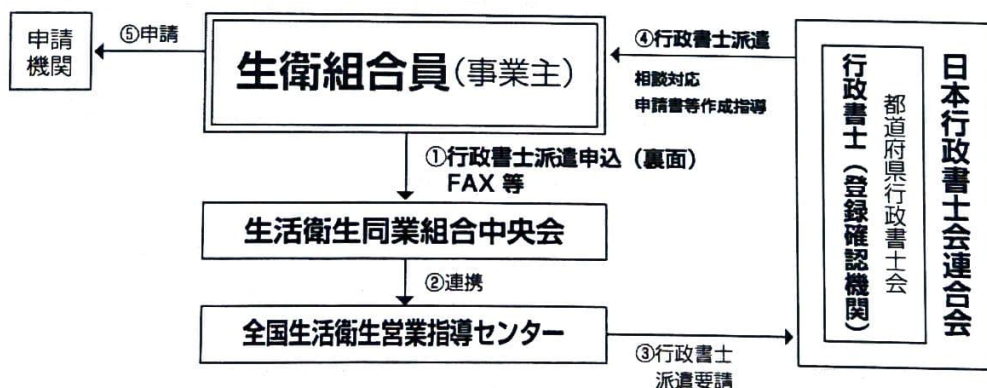 申請
機関
⑤申請
生衛組合員(事業主)
④行政書士派遣
相談対応
申請書等作成指導
①行政書士派遣申込(裏面)
FAX 等
生活衛生同業組合中央会
②連携
全国生活衛生営業指導センター
③行政書士
派遣要請
日本行政書士会連合会
都道府県行政書士会
行政書士(登録確認機関)